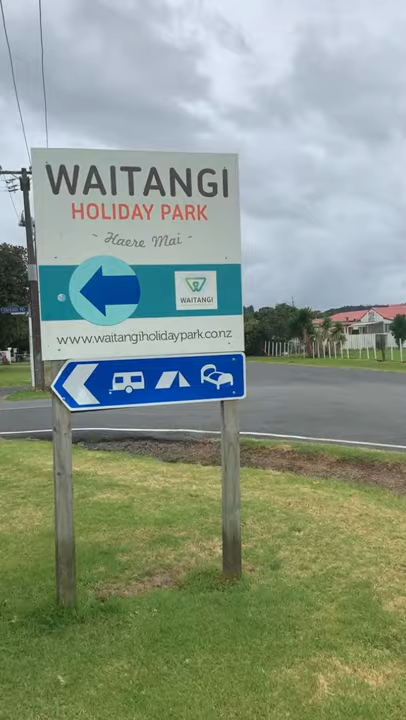 WAITANGI
HOLIDAY PARK
- Haere Mai -
WAITANGI
www.waitangiholidaypark.co.nz